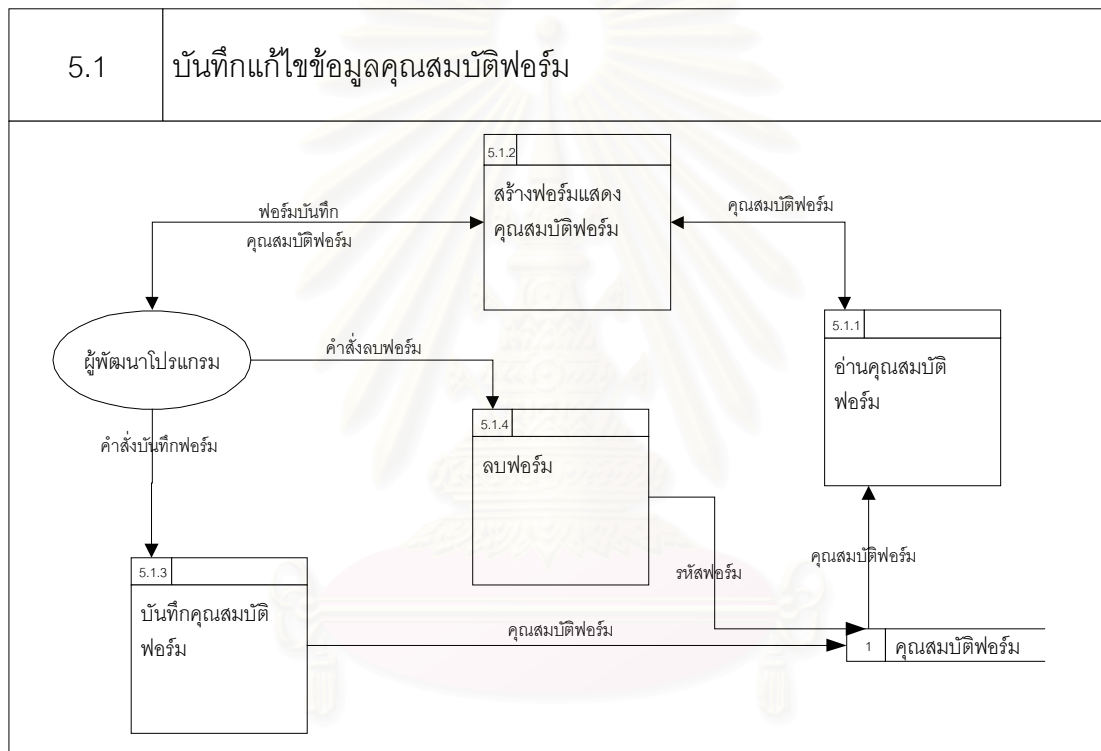 5.1
บันทึกแก้ไขข้อมูลคุณสมบัติฟอร์ม
5.1.2
สร้างฟอร์มแสดง
คุณสมบัติฟอร์ม
ฟอร์มบันทึก
คุณสมบัติฟอร์ม
คุณสมบัติฟอร์ม
5.1.1
อ่านคุณสมบัติ
ฟอร์ม
ผู้พัฒนาโปรแกรม
คำสั่งลบฟอร์ม
5.1.4
ลบฟอร์ม
คำสั่งบันทึกฟอร์ม
5.1.3
บันทึกคุณสมบัติ
ฟอร์ม
รหัสฟอร์ม
คุณสมบัติฟอร์ม
คุณสมบัติฟอร์ม
1
คุณสมบัติฟอร์ม